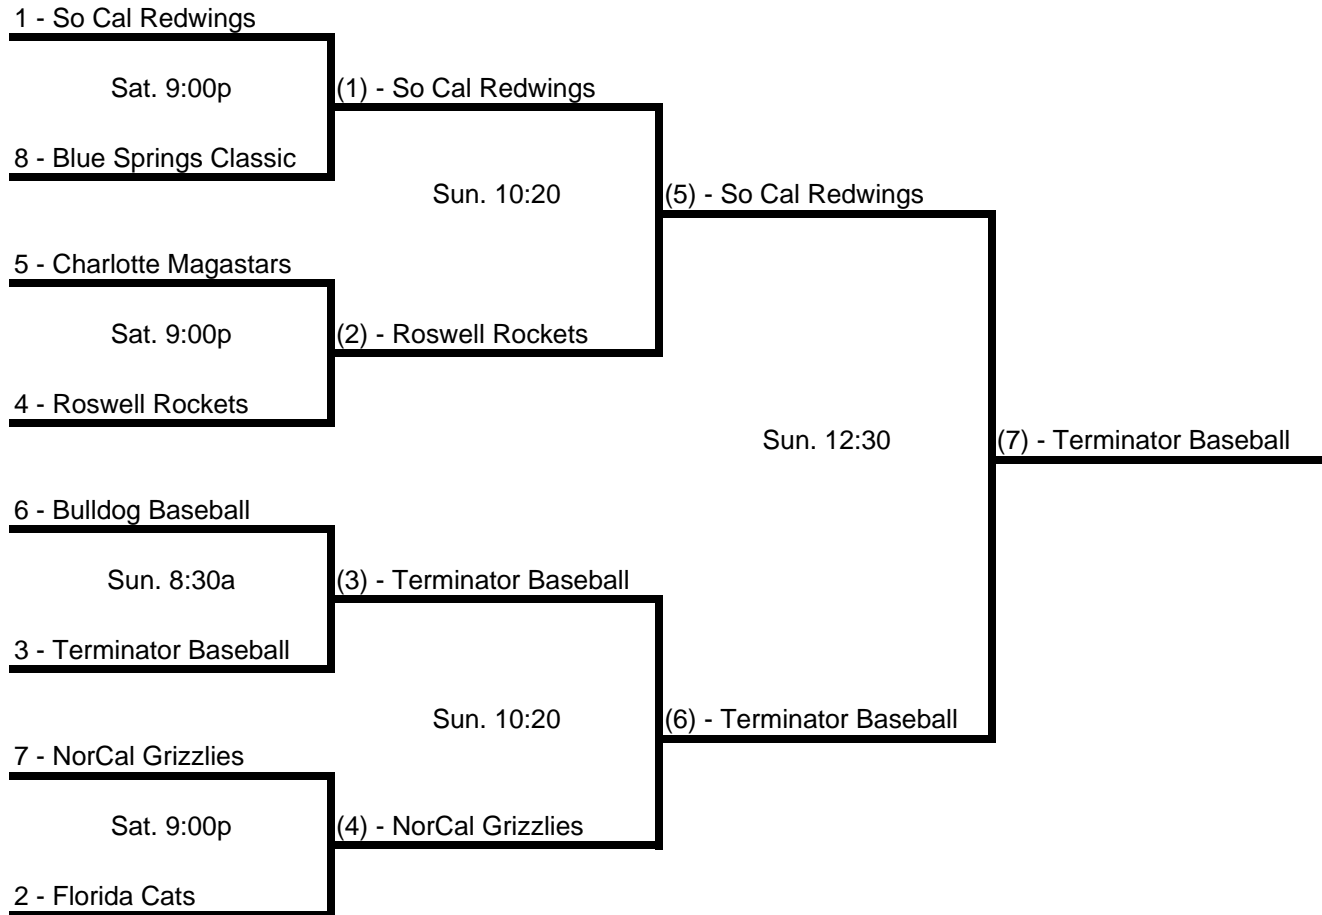 1 - So Cal Redwings
Sat. 9:00p
(1) - So Cal Redwings
8 - Blue Springs Classic
Sun. 10:20
(5) - So Cal Redwings
5 - Charlotte Magastars
Sat. 9:00p
(2) - Roswell Rockets
4 - Roswell Rockets
Sun. 12:30
(7) - Terminator Baseball
6 - Bulldog Baseball
Sun. 8:30a
(3) - Terminator Baseball
3 - Terminator Baseball
Sun. 10:20
(6) - Terminator Baseball
7 - NorCal Grizzlies
Sat. 9:00p
(4) - NorCal Grizzlies
2 - Florida Cats